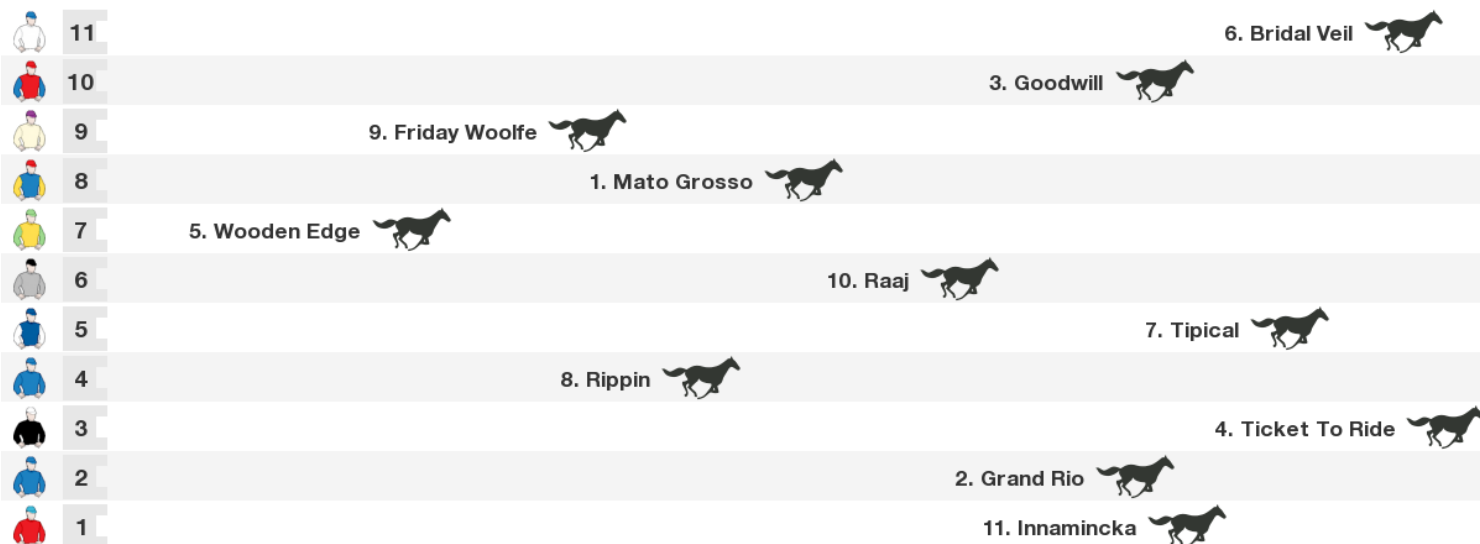 11 6. Bridal Veil
10 3. Goodwill
9 9. Friday Woolfe
8 1. Mato Grosso
7 5. Wooden Edge
6 10. Raaj
5 7. Tipical
4 8. Rippin
3 4. Ticket To Ride
2 2. Grand Rio
1 11. Innamincka